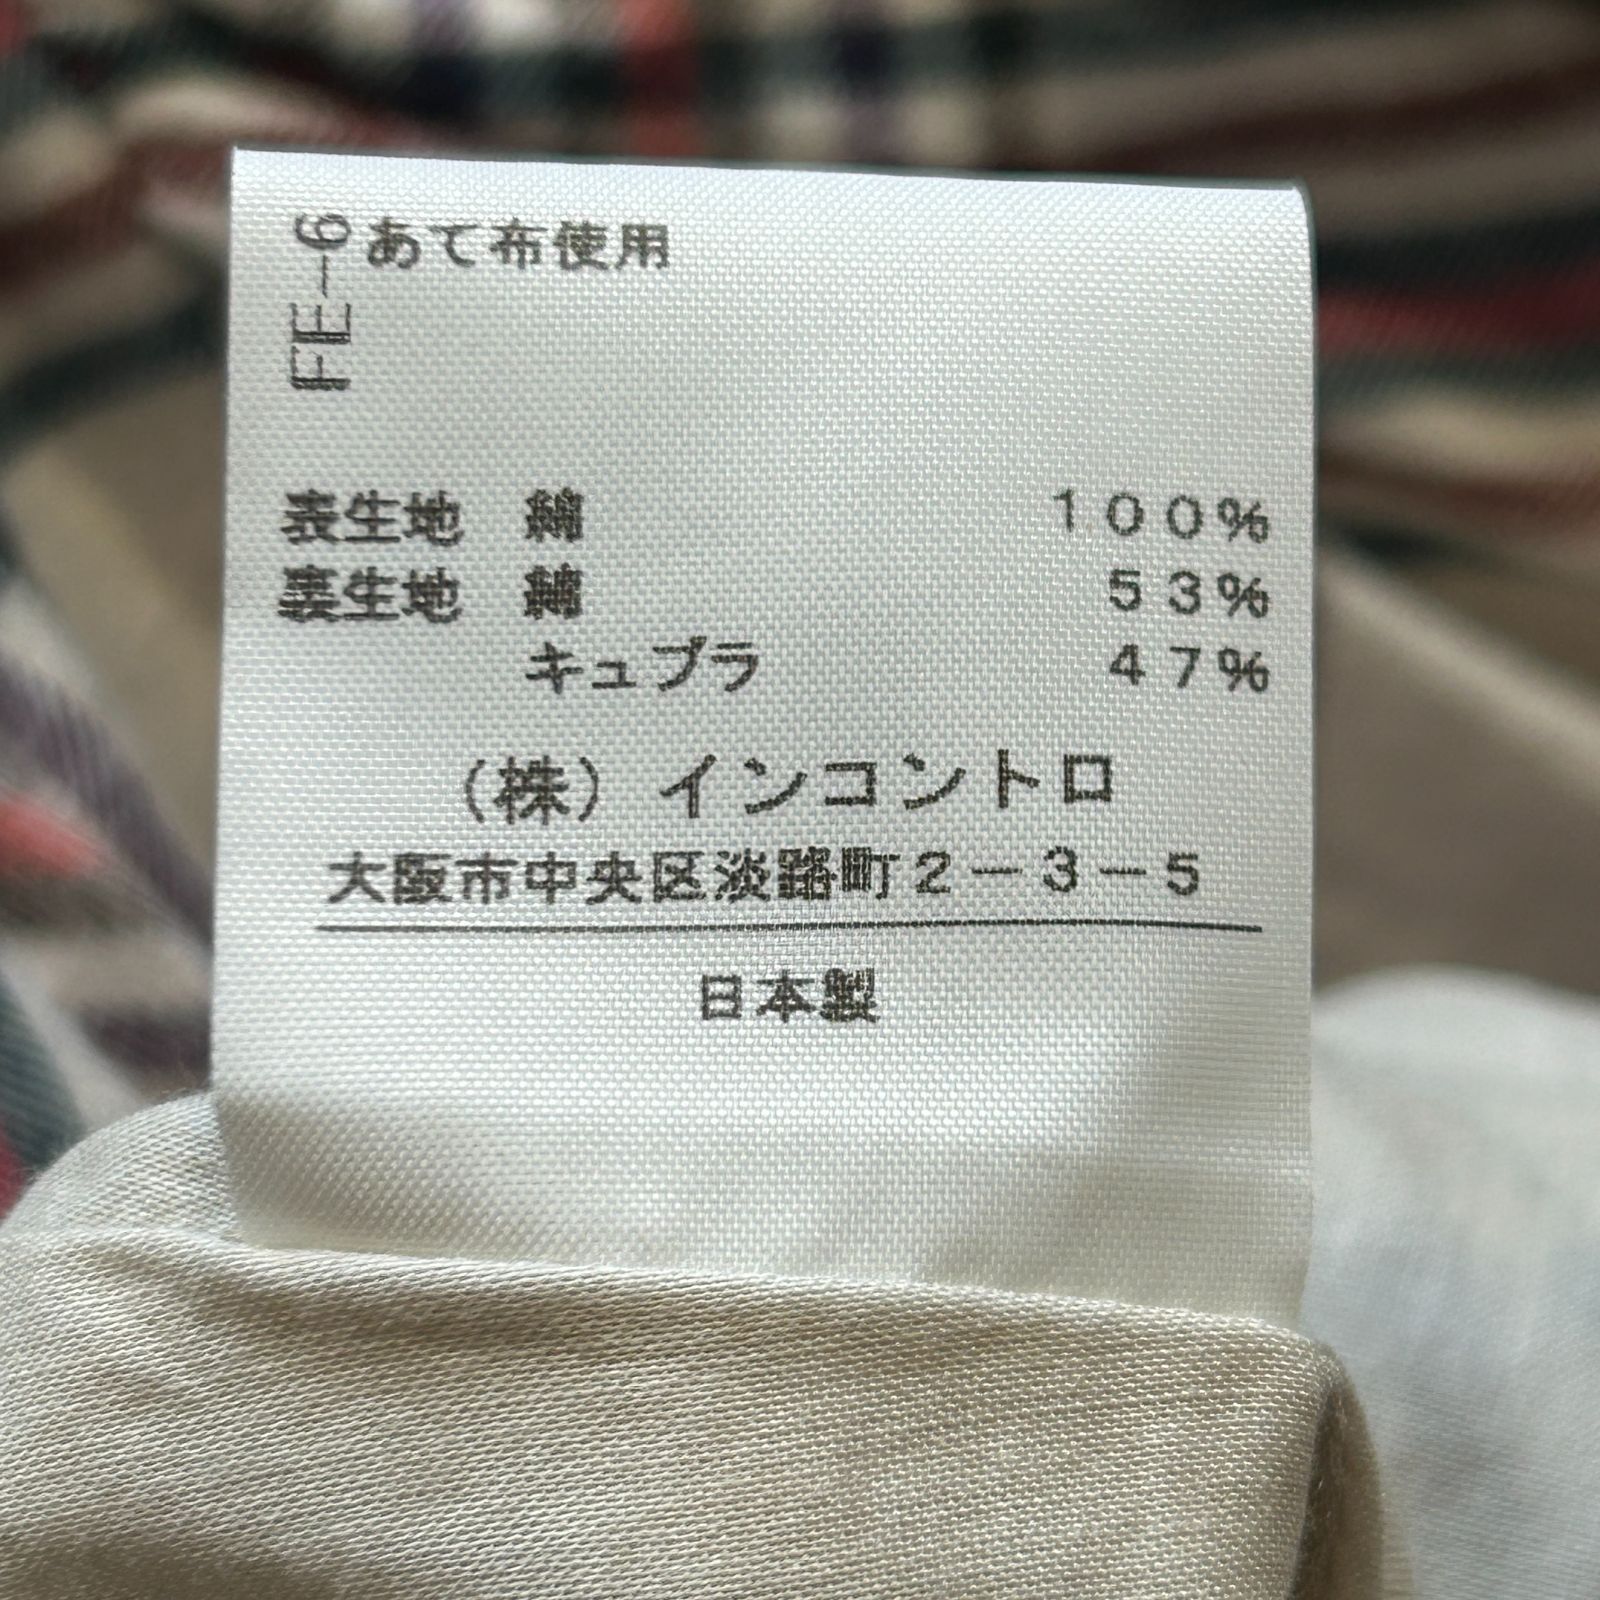 FE-6
あて布使用
表生地 綿 100%
裏生地 綿 53%
キュプラ 47%
(株) インコントロ
大阪市中央区淡路町2-3-5
日本製